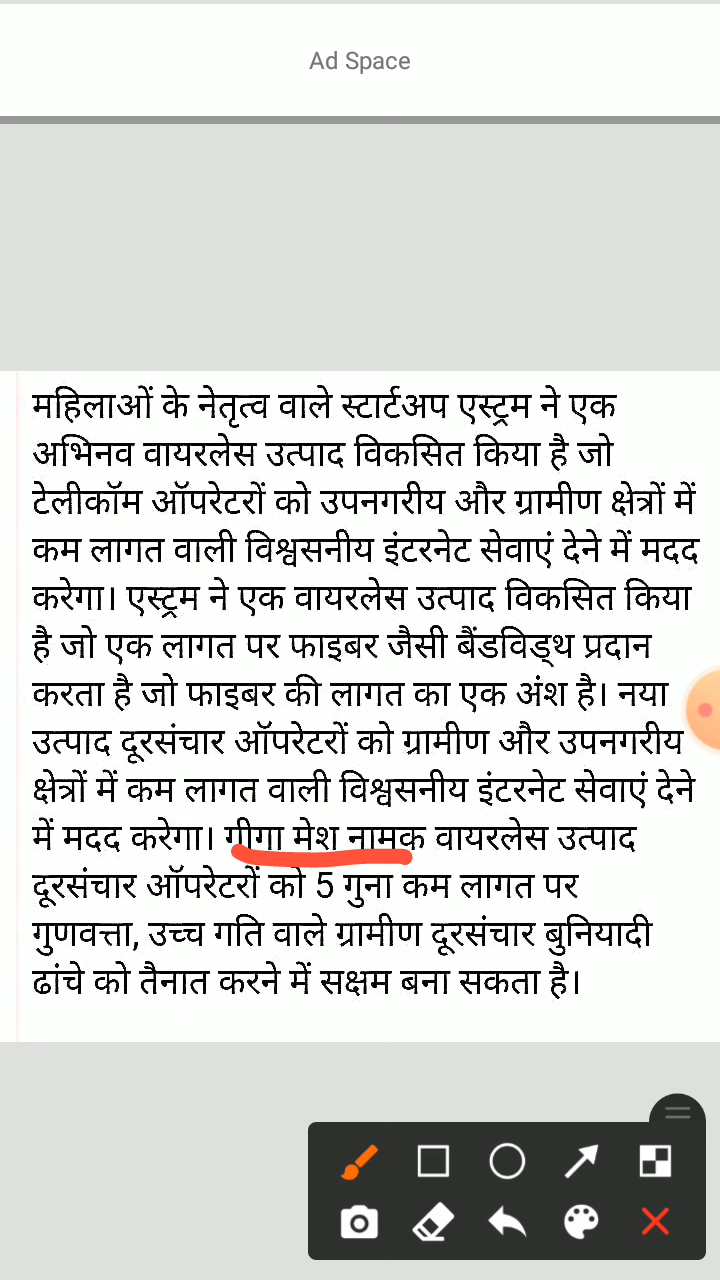 Ad Space
महिलाओं के नेतृत्व वाले स्टार्टअप एस्ट्रम ने एक
अभिनव वायरलेस उत्पाद विकसित किया है जो
टेलीकॉम ऑपरेटरों को उपनगरीय और ग्रामीण क्षेत्रों में
कम लागत वाली विश्वसनीय इंटरनेट सेवाएं देने में मदद
करेगा। एस्ट्रम ने एक वायरलेस उत्पाद विकसित किया
है जो एक लागत पर फाइबर जैसी बैंडविड्थ प्रदान
करता है जो फाइबर की लागत का एक अंश है। नया
उत्पाद दूरसंचार ऑपरेटरों को ग्रामीण और उपनगरीय
क्षेत्रों में कम लागत वाली विश्वसनीय इंटरनेट सेवाएं देने
में मदद करेगा। गीगा मेश नामक वायरलेस उत्पाद
दूरसंचार ऑपरेटरों को 5 गुना कम लागत पर
गुणवत्ता, उच्च गति वाले ग्रामीण दूरसंचार बुनियादी
ढांचे को तैनात करने में सक्षम बना सकता है।